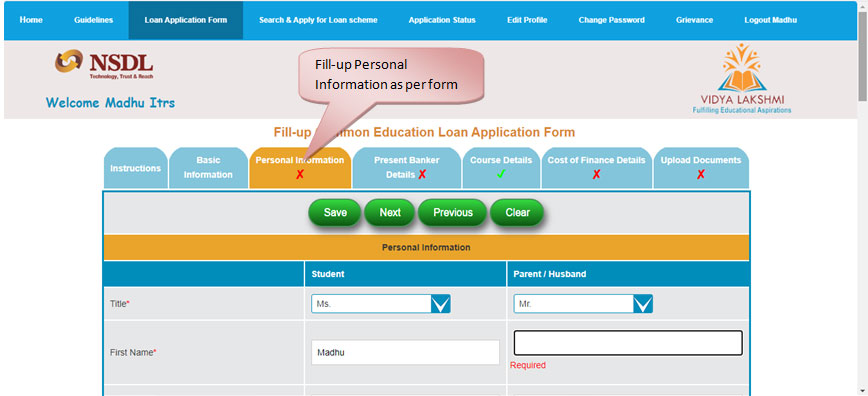 Home Guidelines Loan Application Form Search & Apply for Loan scheme Application Status Edit Profile Change Password Grievance Logout Madhu
NSDL
Technology, Trust & Reach
Fill-up Personal
Information as per form
VIDYA LAKSHMI
Fulfilling Educational Aspirations
Welcome Madhu Itrs
Fill-up mmon Education Loan Application Form
Instructions
Basic
Information
Personal Information
✗
Present Banker
Details ✗
Course Details
✓
Cost of Finance Details
✗
Upload Documents
✗
Save Next Previous Clear
Personal Information
Student Parent / Husband
Title* Ms. Mr.
First Name* Madhu
Required